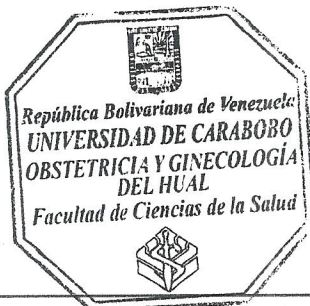 República Bolivariana de Venezuela
UNIVERSIDAD DE CARABOBO
OBSTETRICIA Y GINECOLOGÍA
DEL HUAL
Facultad de Ciencias de la Salud